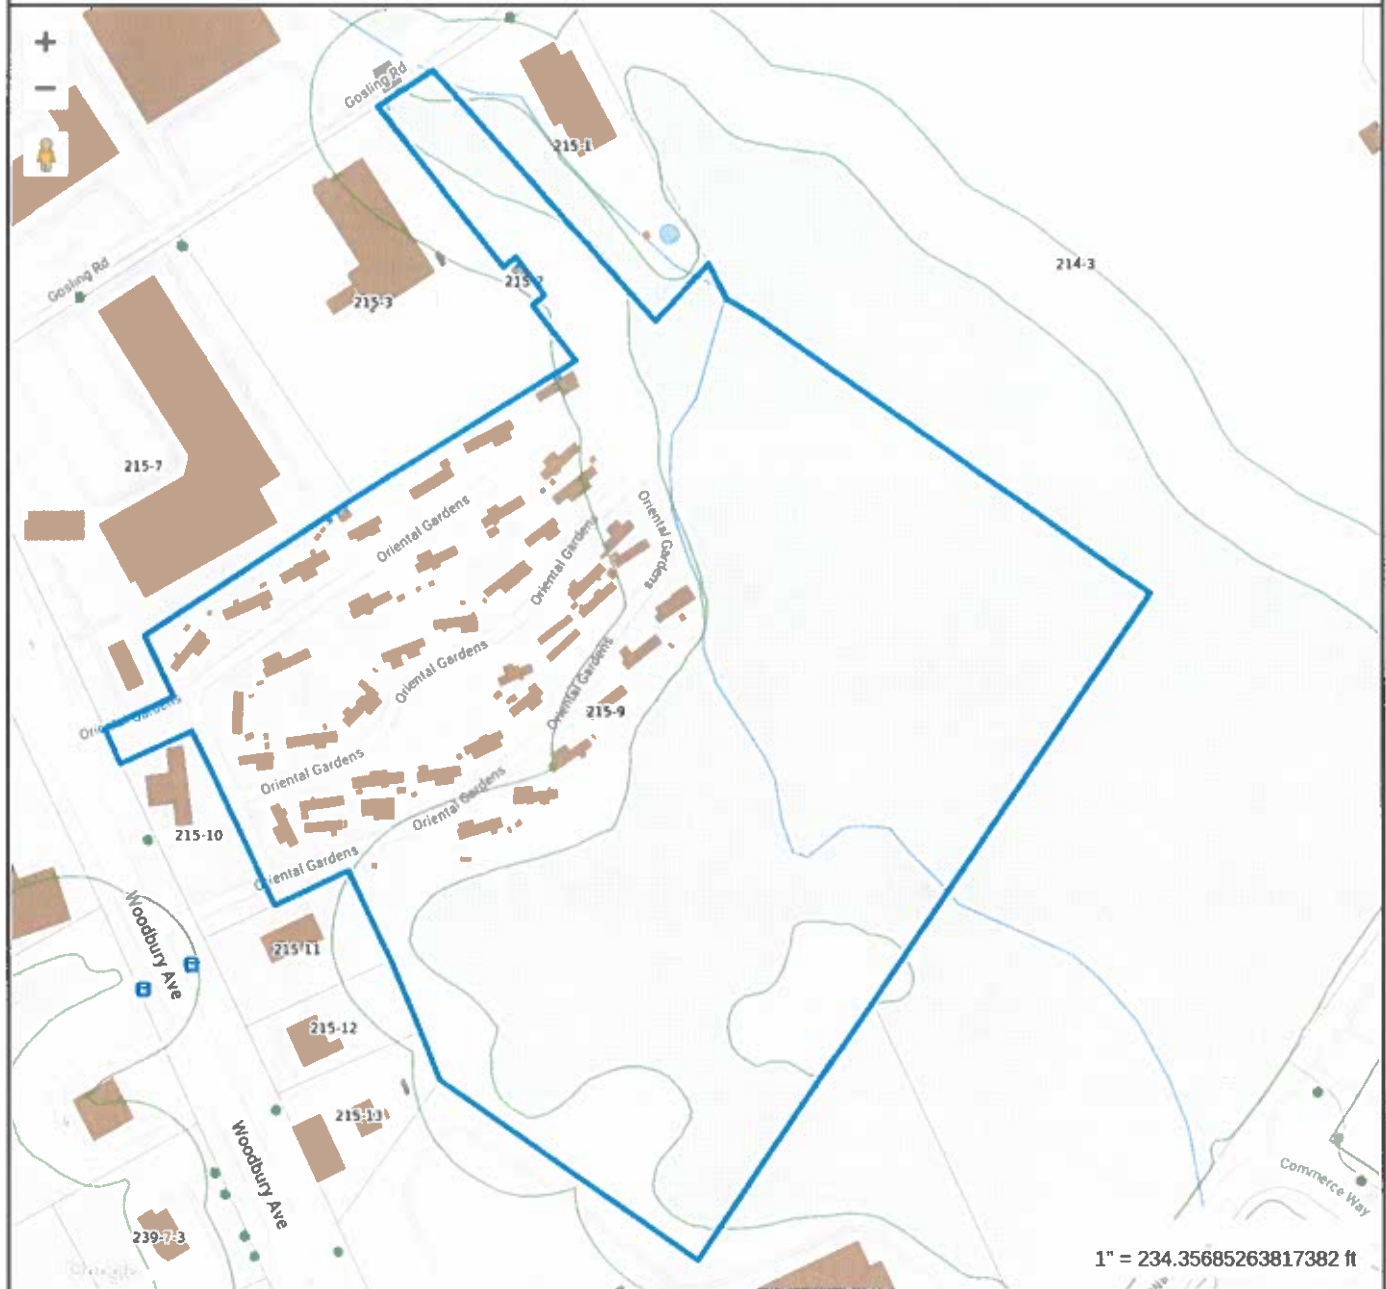 +
−
Gosling Rd
215-1
Gosling Rd
214-3
215-2
215-3
215-7
Oriental Gardens
Oriental Gardens
Oriental Gardens
Oriental Gardens
Oriental Gardens
Oriental Gardens
215-9
Oriental Gardens
Oriental Gardens
215-10
Oriental Gardens
Woodbury Ave
215-11
215-12
215-13
Woodbury Ave
Commerce Way
239-7-3
Google
1" = 234.35685263817382 ft